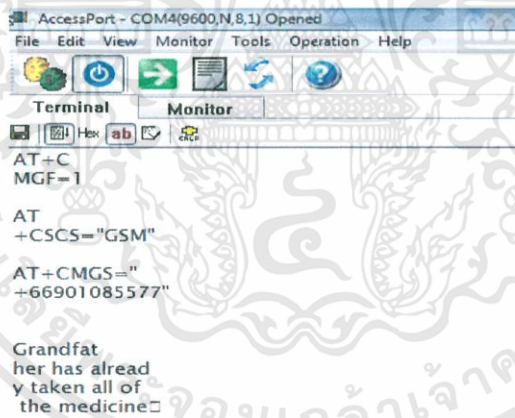 AccessPort - COM4(9600,N,8,1) Opened
File Edit View Monitor Tools Operation Help
Terminal Monitor
Hex ab
AT+C
MGF=1
AT
+CSCS="GSM"
AT+CMGS="
+66901085577"
Grandfat
her has alread
y taken all of
the medicine